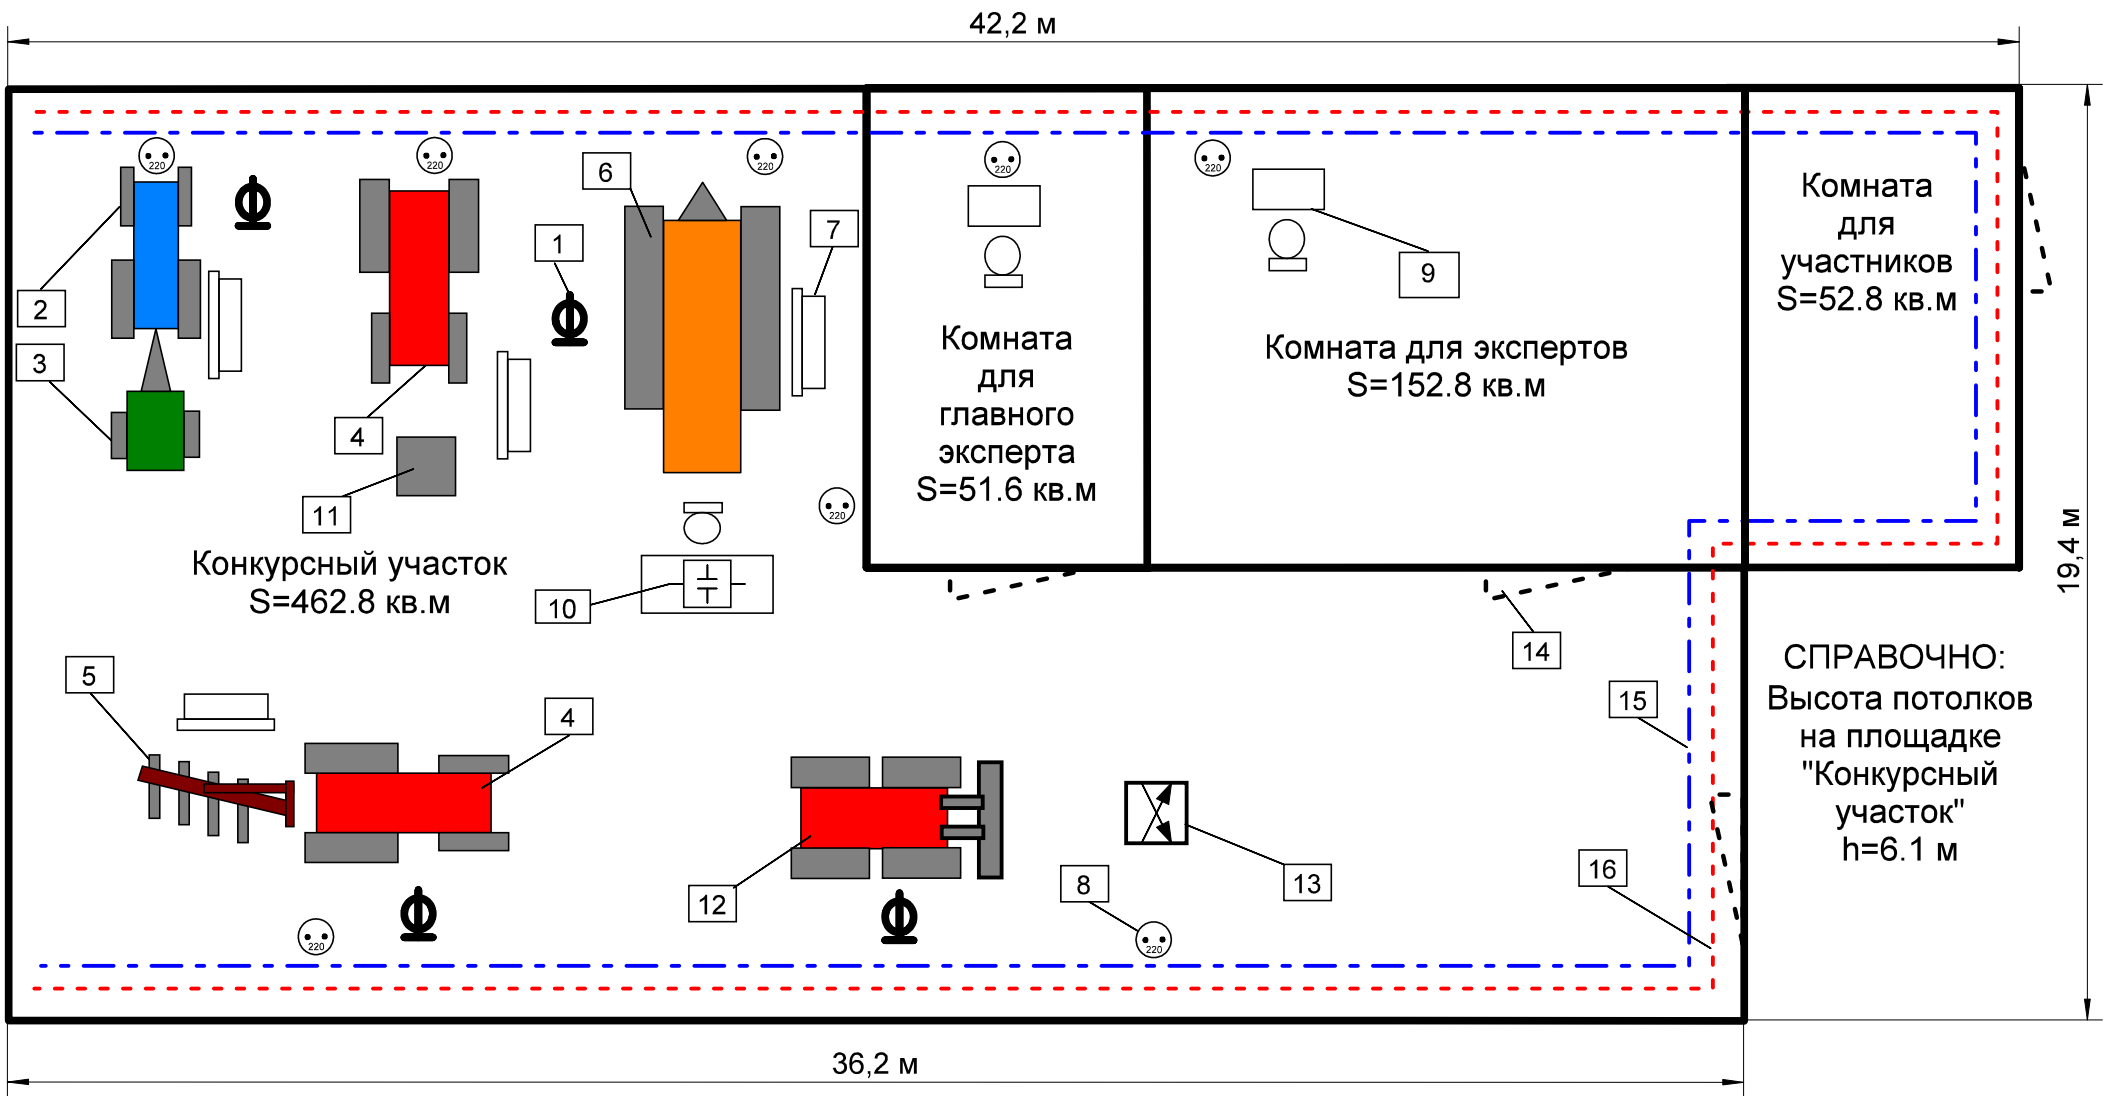 42,2 м
220
220
220
220
220
6
1
7
2
3
4
9
11
Комната
для
главного
эксперта
S=51.6 кв.м
Комната для экспертов
S=152.8 кв.м
Комната
для
участников
S=52.8 кв.м
220
Конкурсный участок
S=462.8 кв.м
10
14
5
4
15
12
8
13
16
220
220
СПРАВОЧНО:
Высота потолков
на площадке
"Конкурсный
участок"
h=6.1 м
19,4 м
36,2 м